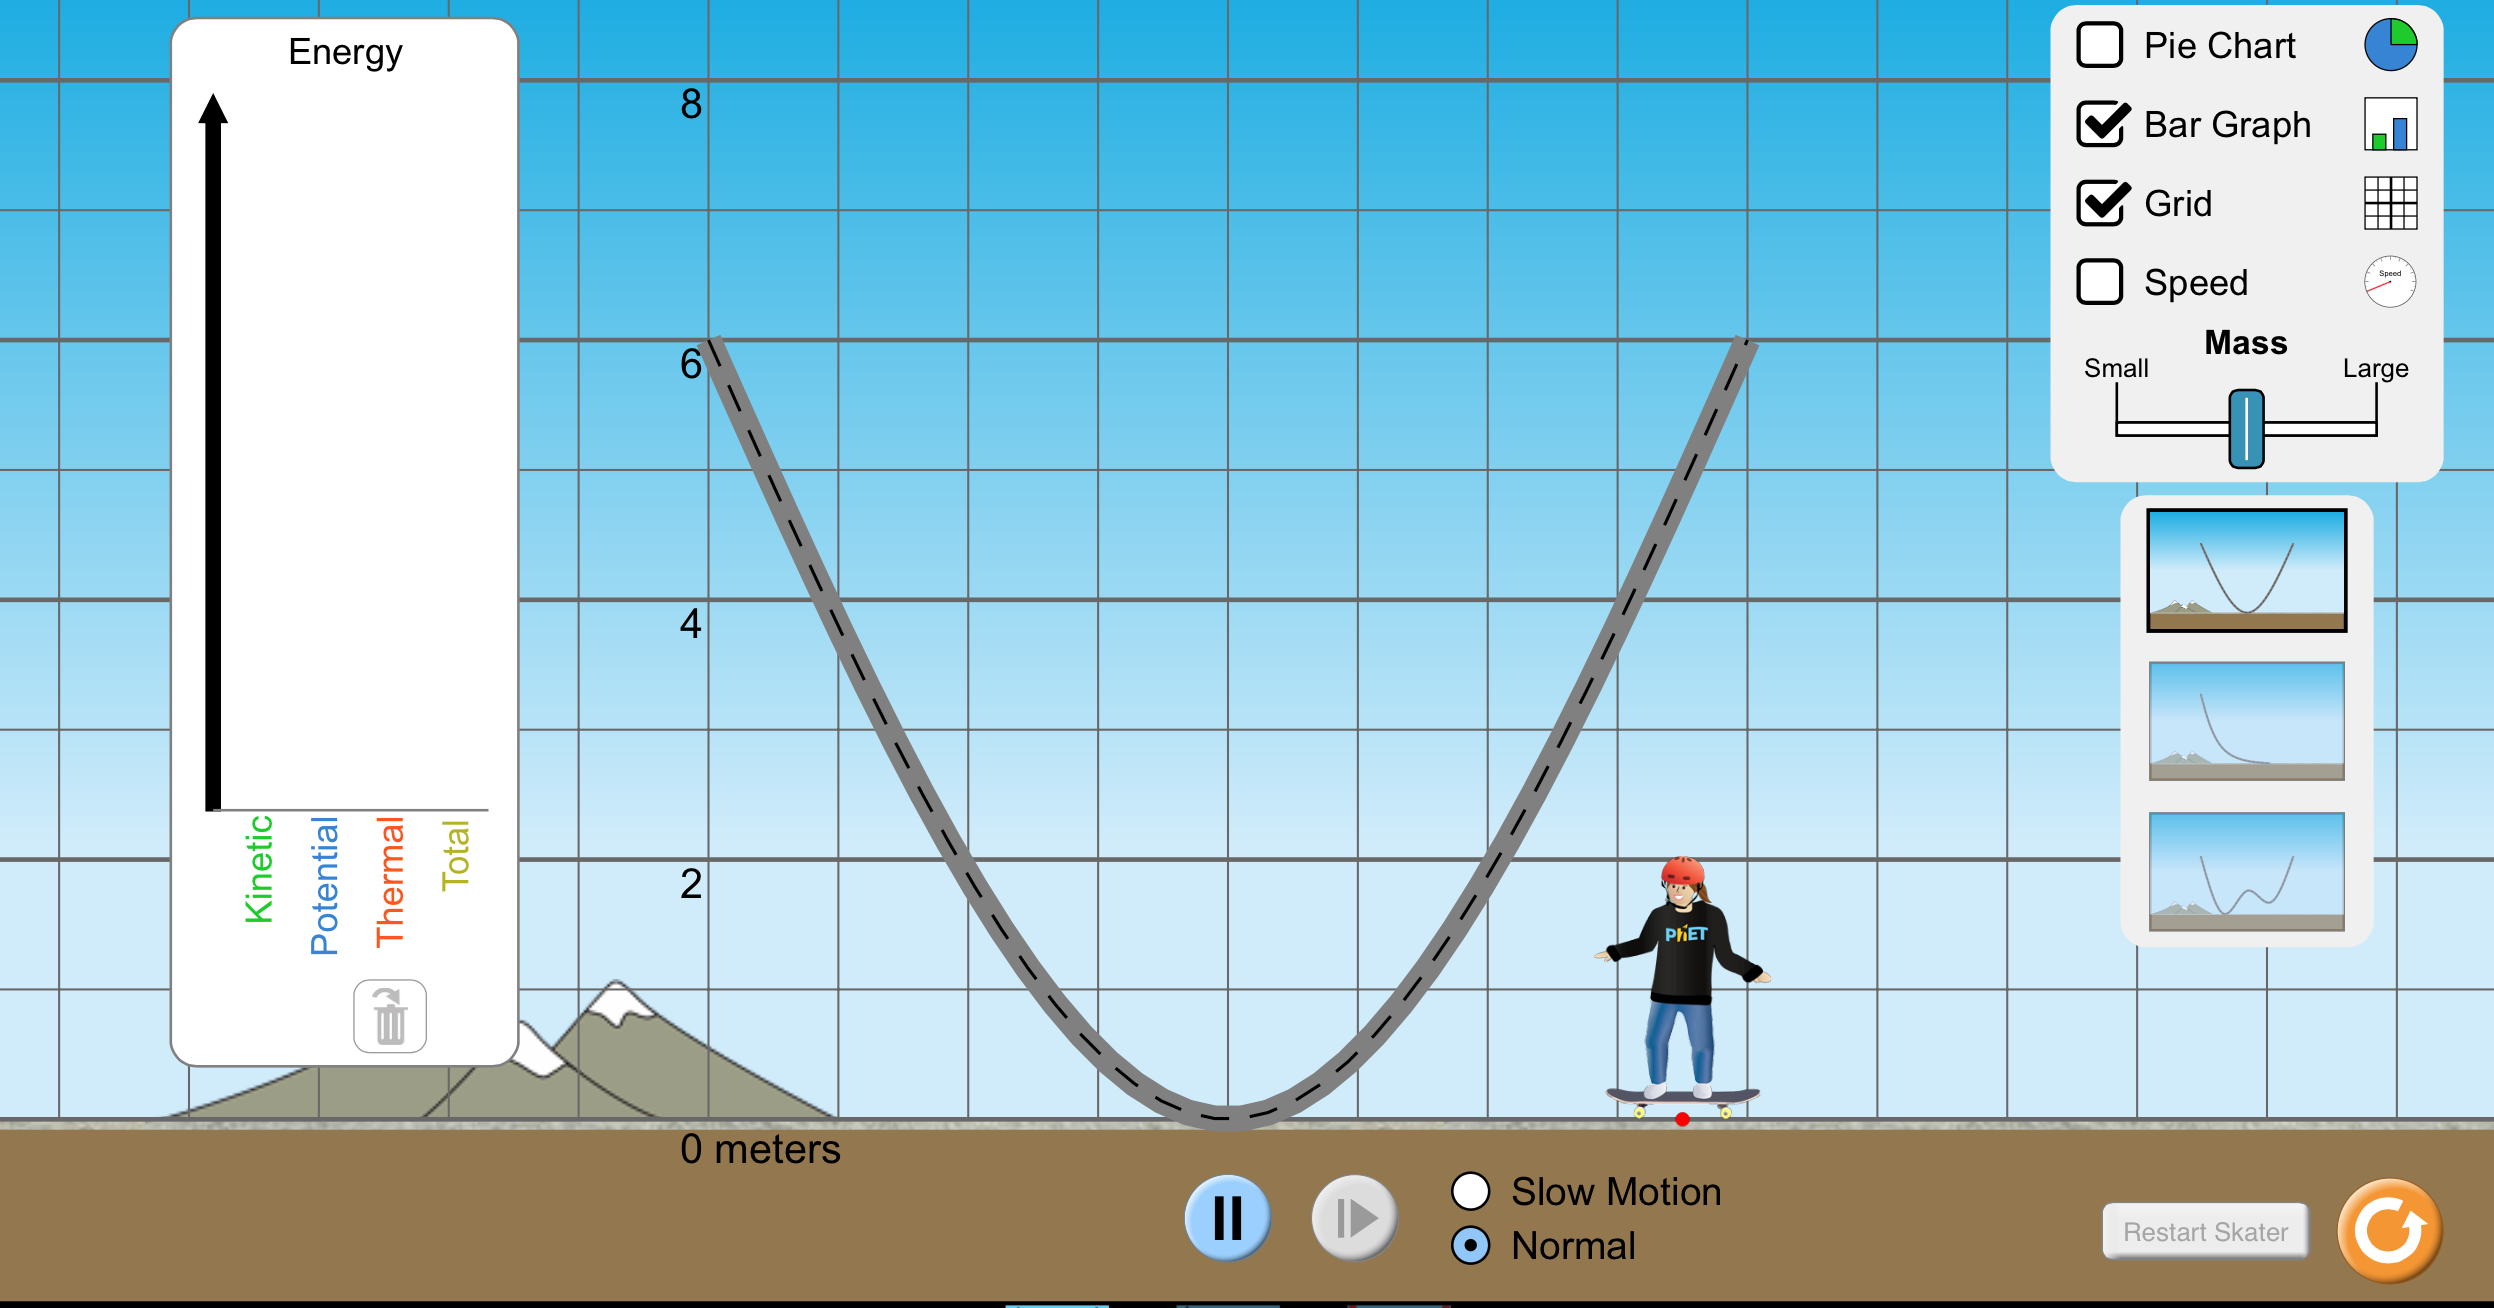 Energy
Kinetic
Potential
Thermal
Total
8
6
4
2
0 meters
PhET
Pie Chart
Bar Graph
Grid
Speed
Speed
Mass
Small
Large
Slow Motion
Normal
Restart Skater